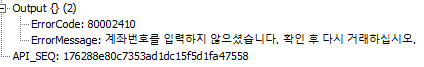 Output {} (2)
ErrorCode: 80002410
ErrorMessage: 계좌번호를 입력하지 않으셨습니다. 확인 후 다시 거래하십시오.
API_SEQ: 176288e80c7353ad1dc15f5d1fa47558